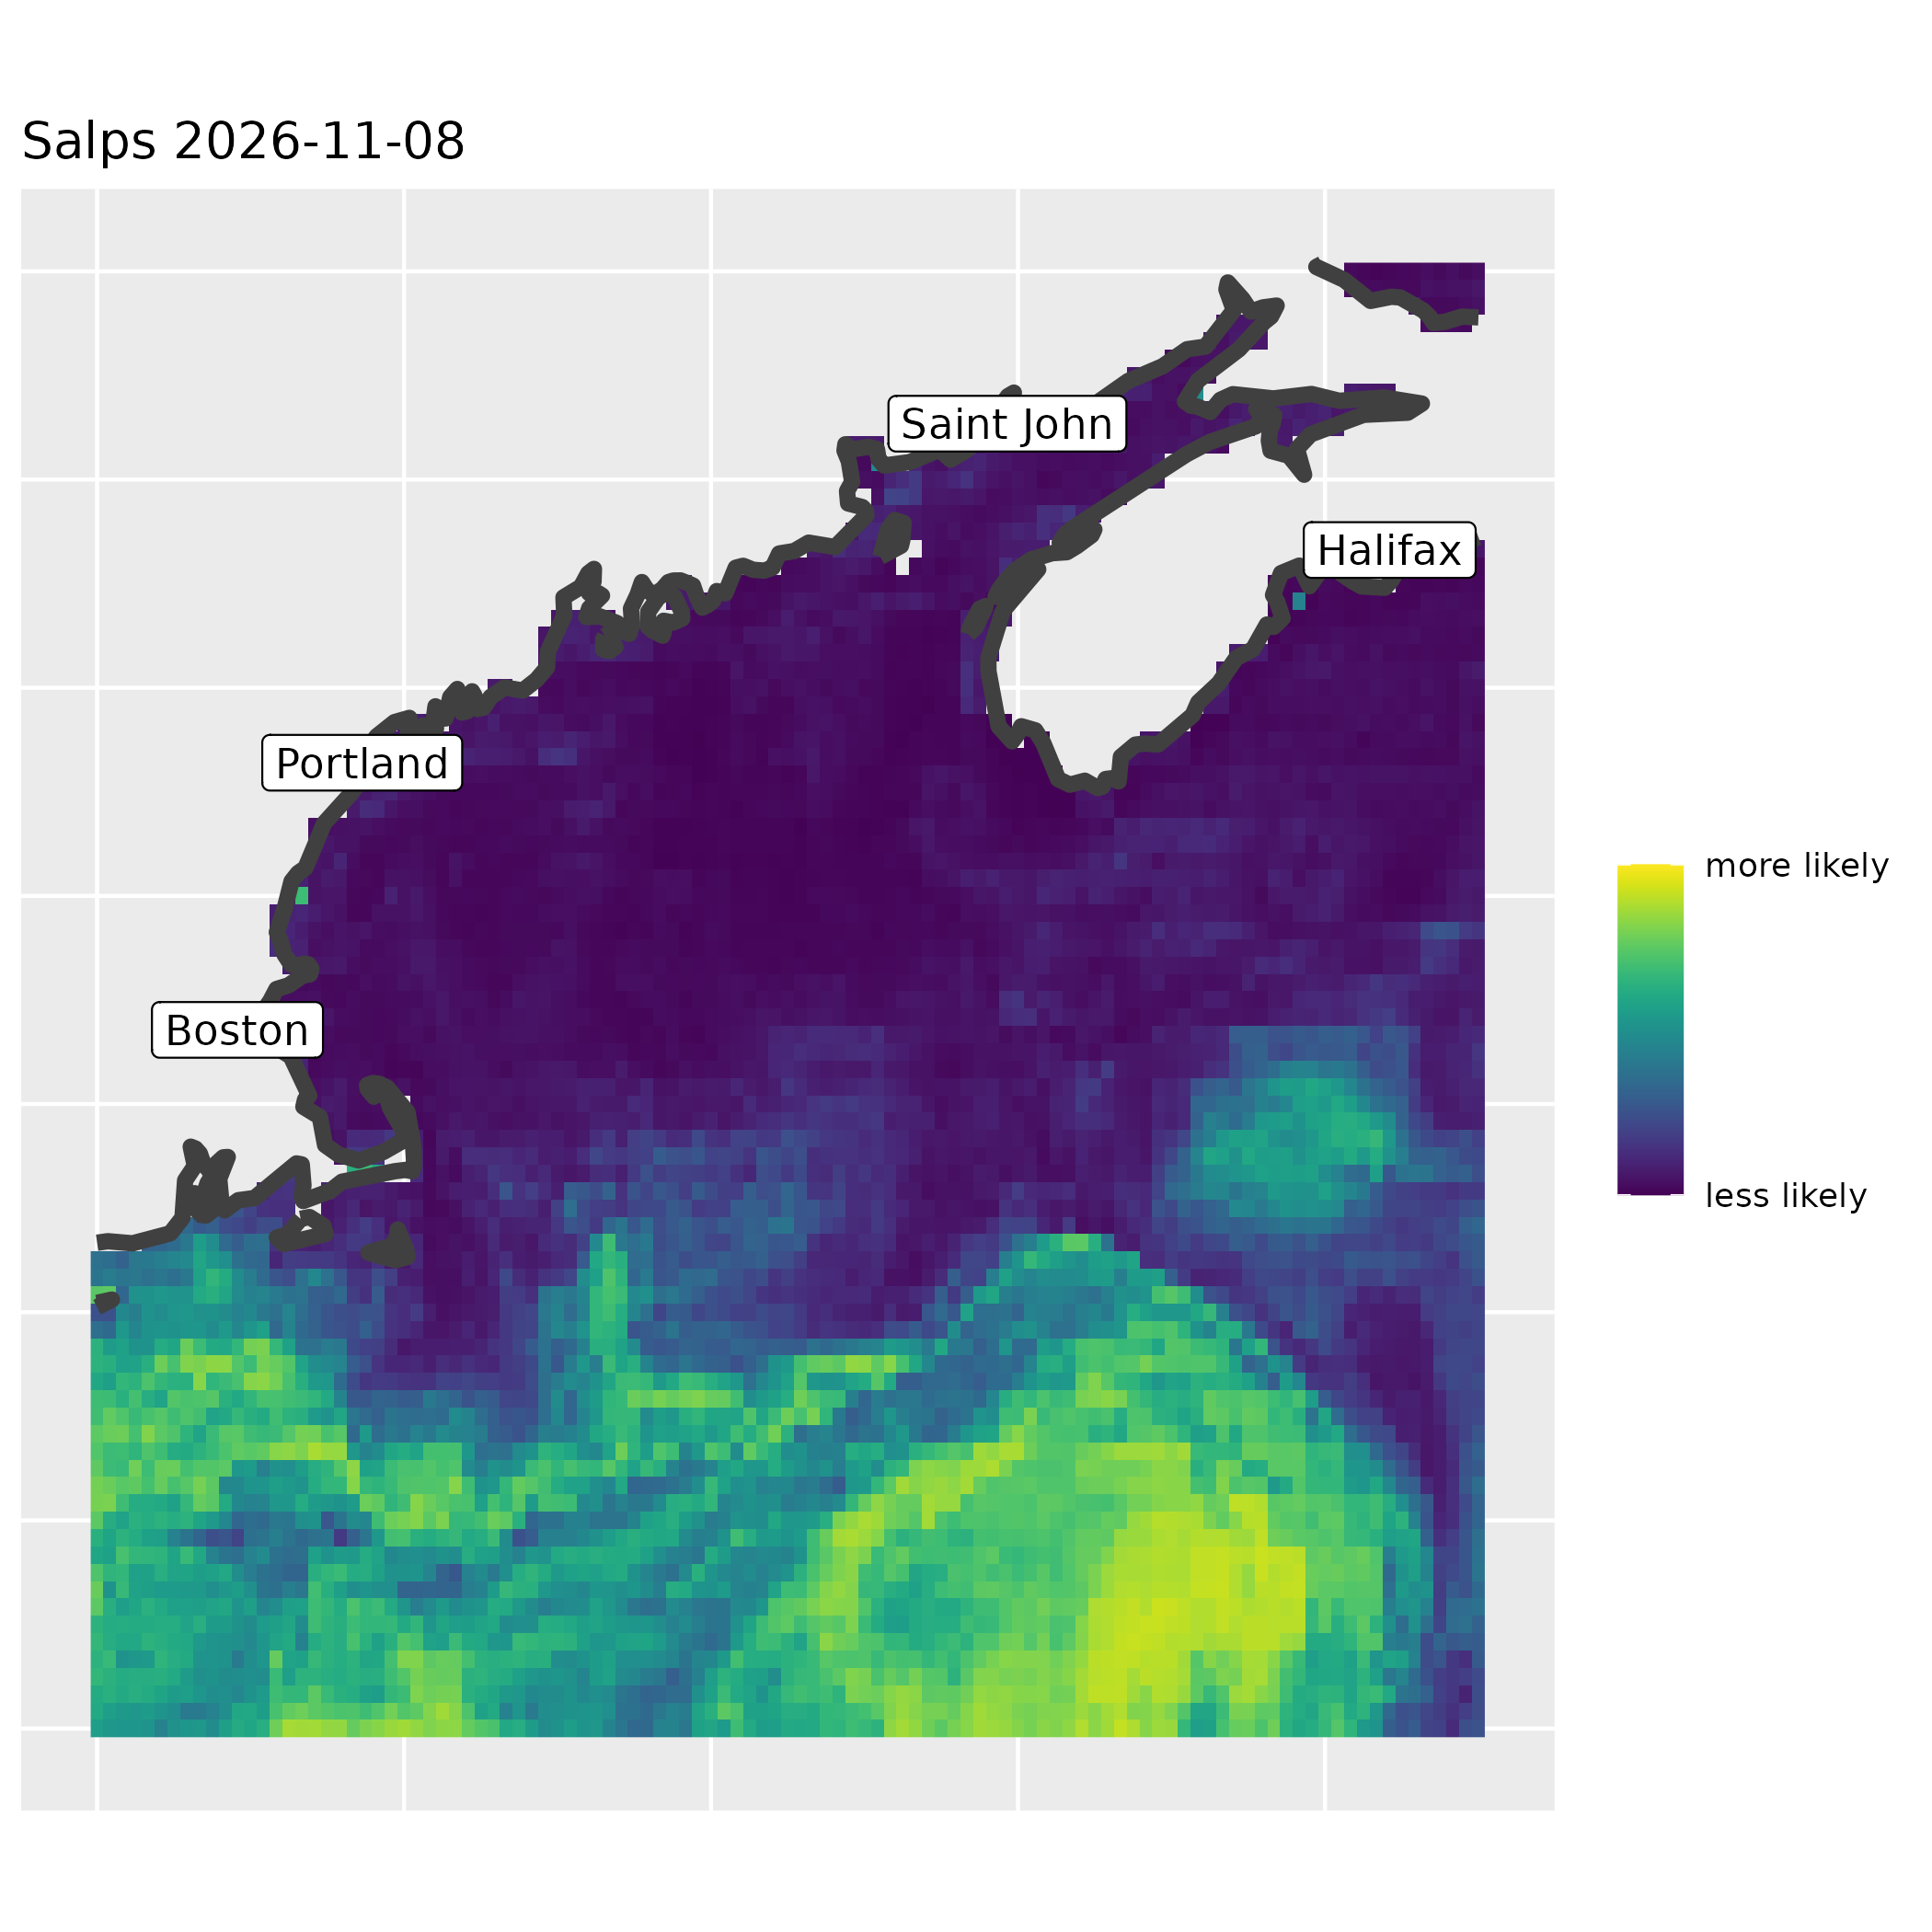 Salps 2026-11-08
Saint John
Halifax
Portland
more likely
Boston
less likely